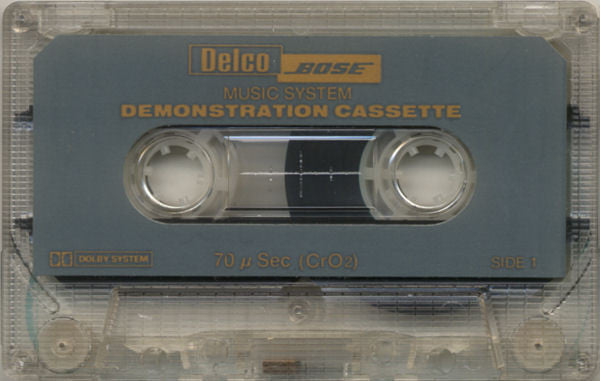 Delco BOSE
MUSIC SYSTEM
DEMONSTRATION CASSETTE
DOLBY SYSTEM
70 µ Sec (CrO2)
SIDE 1